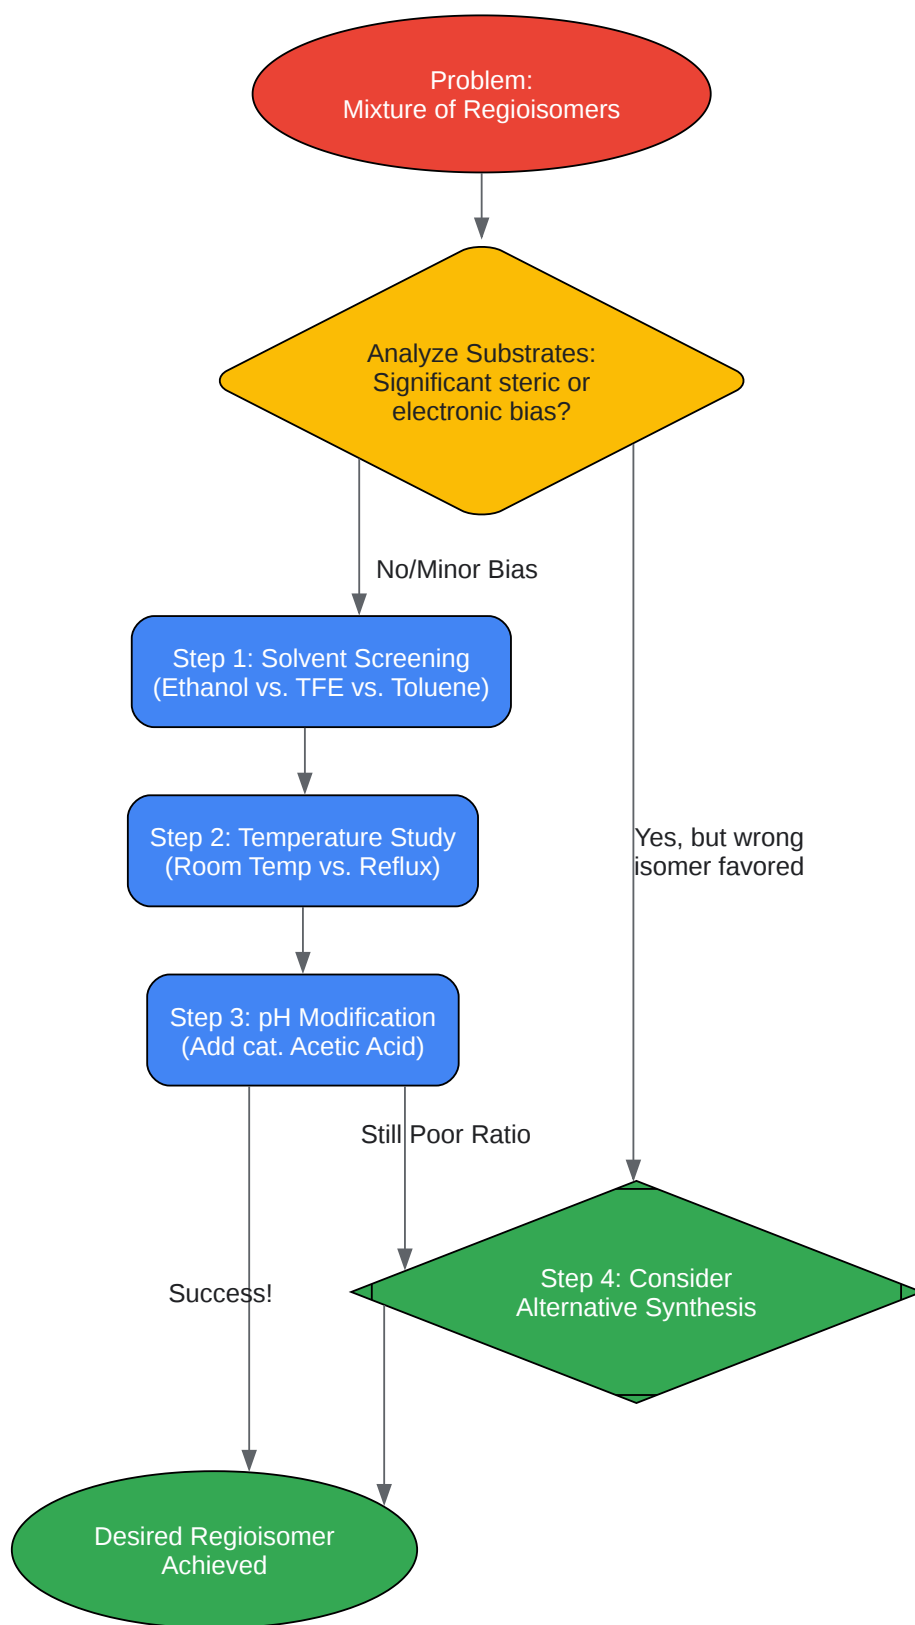 Problem:
Mixture of Regioisomers
Analyze Substrates:
Significant steric or
electronic bias?
No/Minor Bias
Step 1: Solvent Screening
(Ethanol vs. TFE vs. Toluene)
Step 2: Temperature Study
(Room Temp vs. Reflux)
Yes, but wrong
isomer favored
Step 3: pH Modification
(Add cat. Acetic Acid)
Still Poor Ratio
Success!
Step 4: Consider
Alternative Synthesis
Desired Regioisomer
Achieved